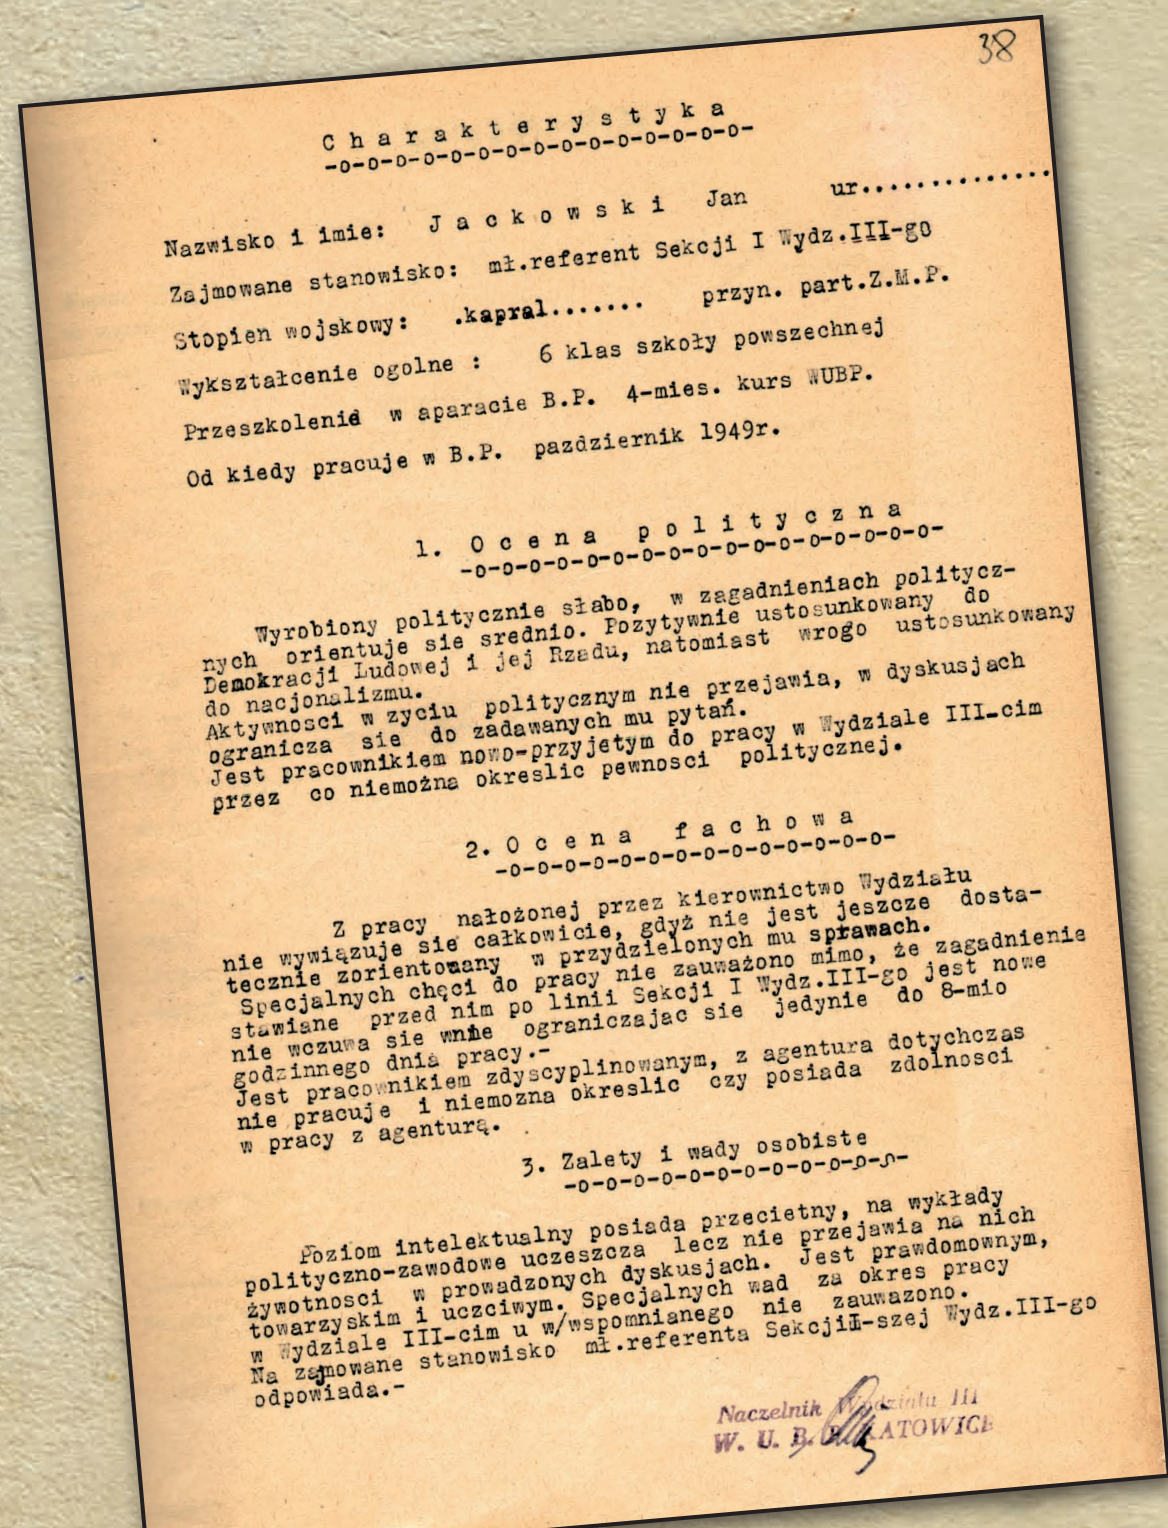 38
C h a r a k t e r y s t y k a
-o-o-o-o-o-o-o-o-o-o-o-o-o-o-o-
Nazwisko i imie: J a c k o w s k i Jan ur..............
Zajmowane stanowisko: mł.referent Sekcji I Wydz.III-go
Stopien wojskowy: .kapral....... przyn. part.Z.M.P.
Wykształcenie ogolne : 6 klas szkoły powszechnej
Przeszkolenie w aparacie B.P. 4-mies. kurs WUBP.
Od kiedy pracuje w B.P. pazdziernik 1949r.
1. O c e n a p o l i t y c z n a
-o-o-o-o-o-o-o-o-o-o-o-o-o-o-o-o-o-
Wyrobiony politycznie słabo, w zagadnieniach politycz-
nych orientuje sie srednio. Pozytywnie ustosunkowany do
Demokracji Ludowej i jej Rzadu, natomiast wrogo ustosunkowany
do nacjonalizmu.
Aktywnosci w zyciu politycznym nie przejawia, w dyskusjach
ogranicza sie do zadawanych mu pytań.
Jest pracownikiem nowo-przyjetym do pracy w Wydziale III-cim
przez co niemożna okreslic pewnosci politycznej.
2. O c e n a f a c h o w a
-o-o-o-o-o-o-o-o-o-o-o-o-o-o-
Z pracy nałożonej przez kierownictwo Wydziału
nie wywiązuje sie całkowicie, gdyż nie jest jeszcze dosta-
tecznie zorientowany w przydzielonych mu sprawach.
Specjalnych chęci do pracy nie zauważono mimo, że zagadnienie
stawiane przed nim po linii Sekcji I Wydz.III-go jest nowe
nie wczuwa sie wnie ograniczajac sie jedynie do 8-mio
godzinnego dnia pracy.-
Jest pracownikiem zdyscyplinowanym, z agentura dotychczas
nie pracuje i niemozna okreslic czy posiada zdolnosci
w pracy z agenturą.
3. Zalety i wady osobiste
-o-o-o-o-o-o-o-o-o-o-o-o-
Poziom intelektualny posiada przecietny, na wykłady
polityczno-zawodowe uczeszcza lecz nie przejawia na nich
żywotnosci w prowadzonych dyskusjach. Jest prawdomownym,
towarzyskim i uczciwym. Specjalnych wad za okres pracy
w Wydziale III-cim u w/wspomnianego nie zauwazono.
Na zajmowane stanowisko mł.referenta SekcjiI-szej Wydz.III-go
odpowiada.-
Naczelnik Wydziału III
W. U. B. P. KATOWICE